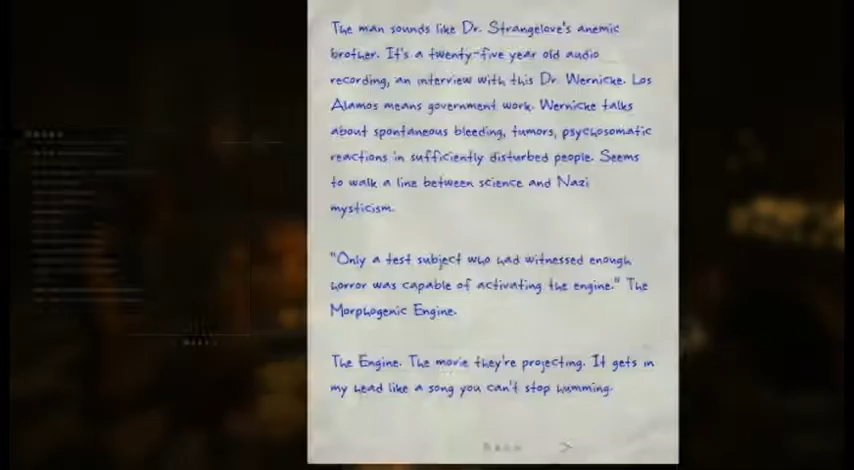 The man sounds like Dr. Strangelove's anemic
brother. It's a twenty-five year old audio
recording, an interview with this Dr. Wernicke. Los
Alamos means government work. Wernicke talks
about spontaneous bleeding, tumors, psychosomatic
reactions in sufficiently disturbed people. Seems
to walk a line between science and Nazi
mysticism.
"Only a test subject who had witnessed enough
horror was capable of activating the engine." The
Morphogenic Engine.
The Engine. The movie they're projecting. It gets in
my head like a song you can't stop humming.
>